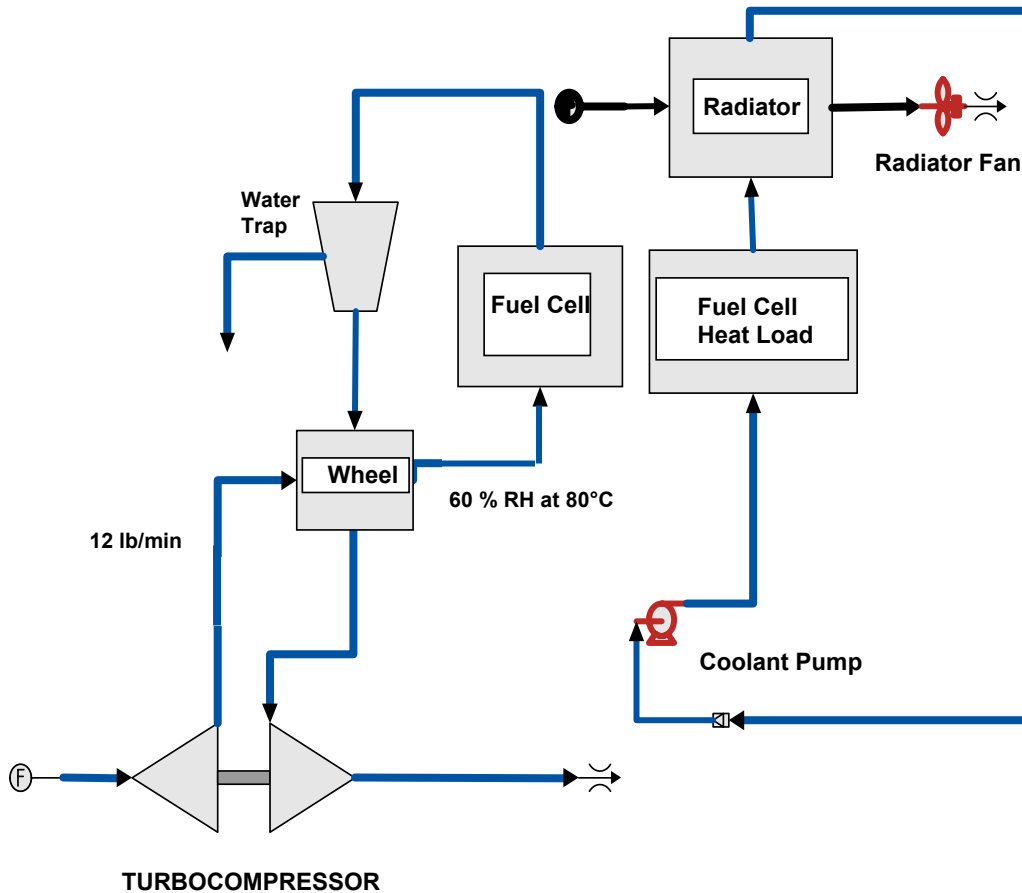 Radiator
Radiator Fan
Water
Trap
Fuel Cell
Fuel Cell
Heat Load
Wheel
60 % RH at 80°C
12 lb/min
Coolant Pump
F
TURBOCOMPRESSOR